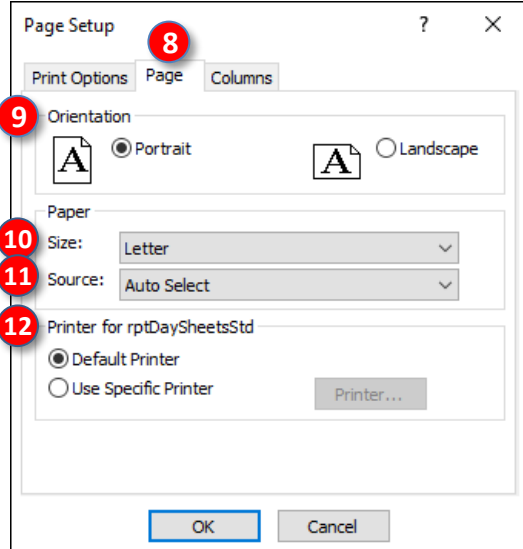 Page Setup ? ✕
8
Print Options Page Columns
9 Orientation
A Portrait A Landscape
Paper
10 Size: Letter
11 Source: Auto Select
12 Printer for rptDaySheetsStd
Default Printer
Use Specific Printer Printer...
OK Cancel